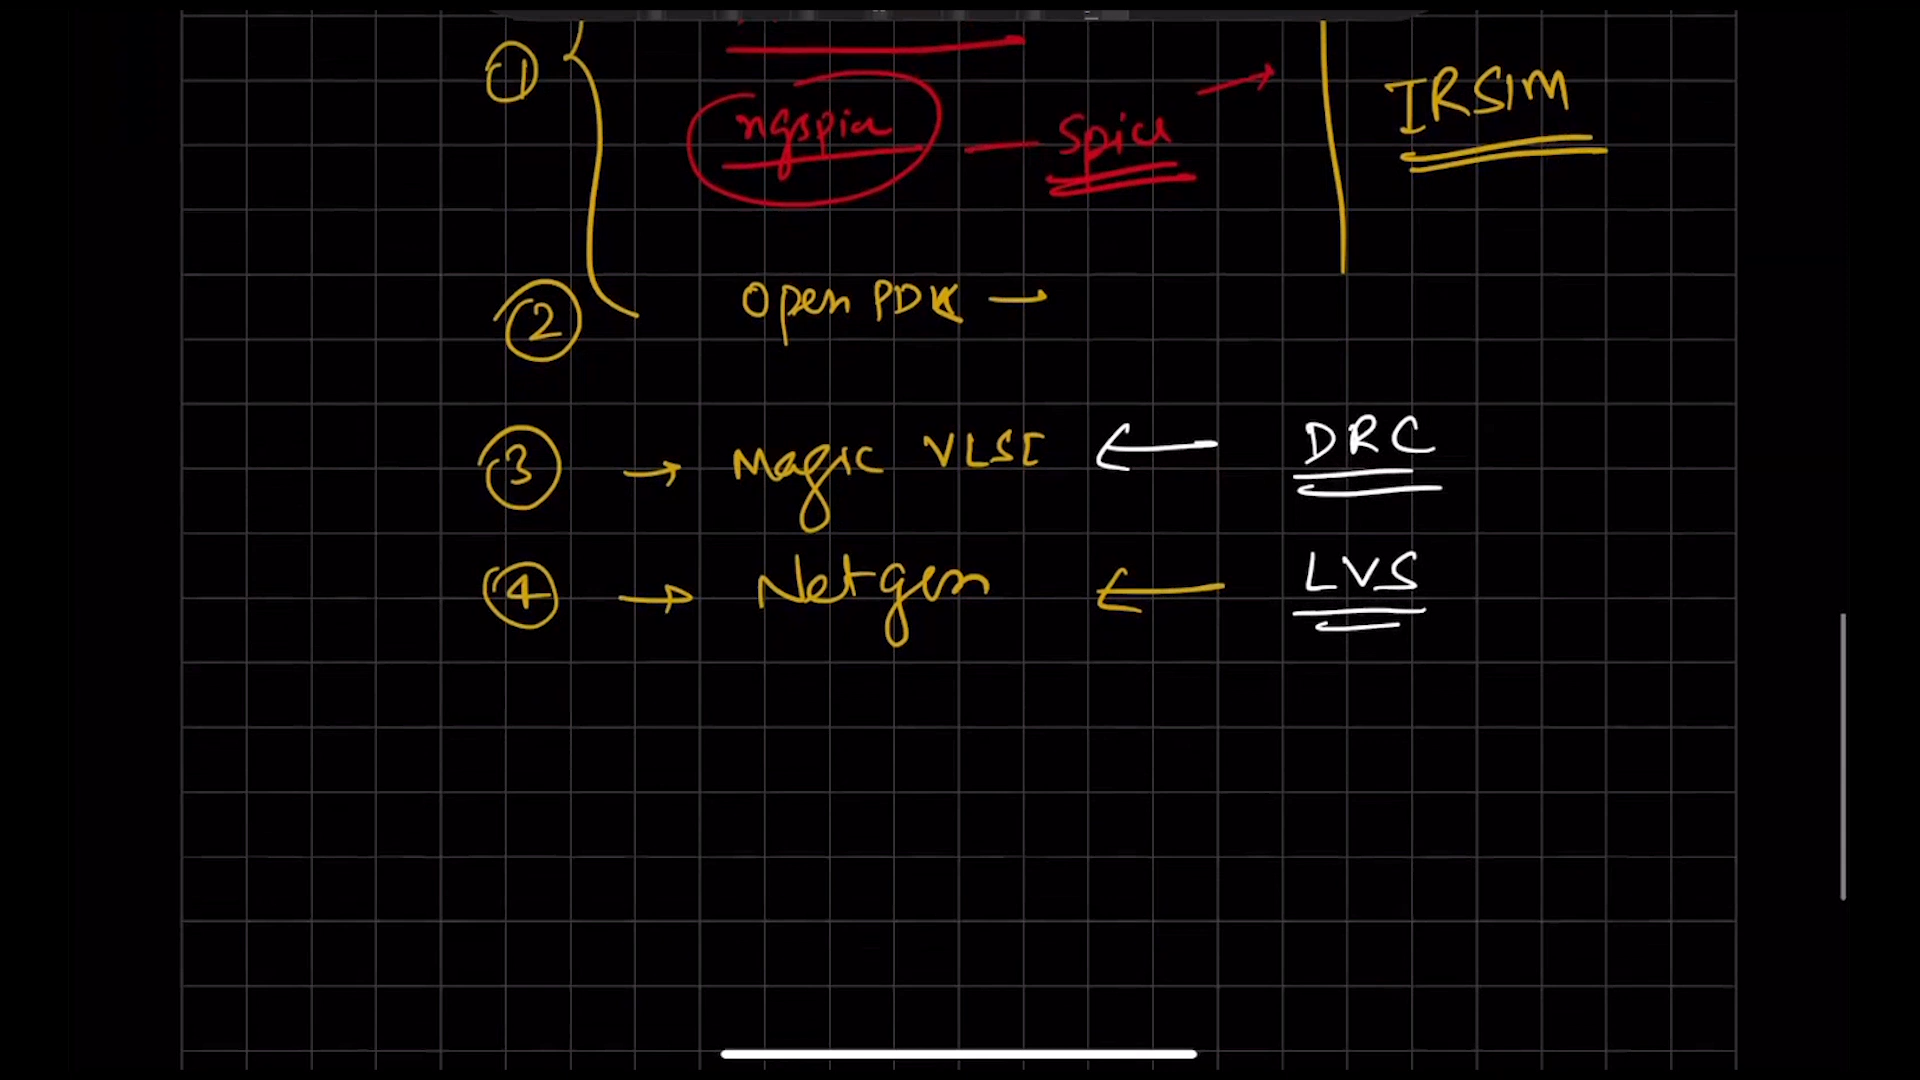 ① ngspice — Spice → IRSIM
② Open PDK →
③ → Magic VLSI ← DRC
④ → Netgen ← LVS